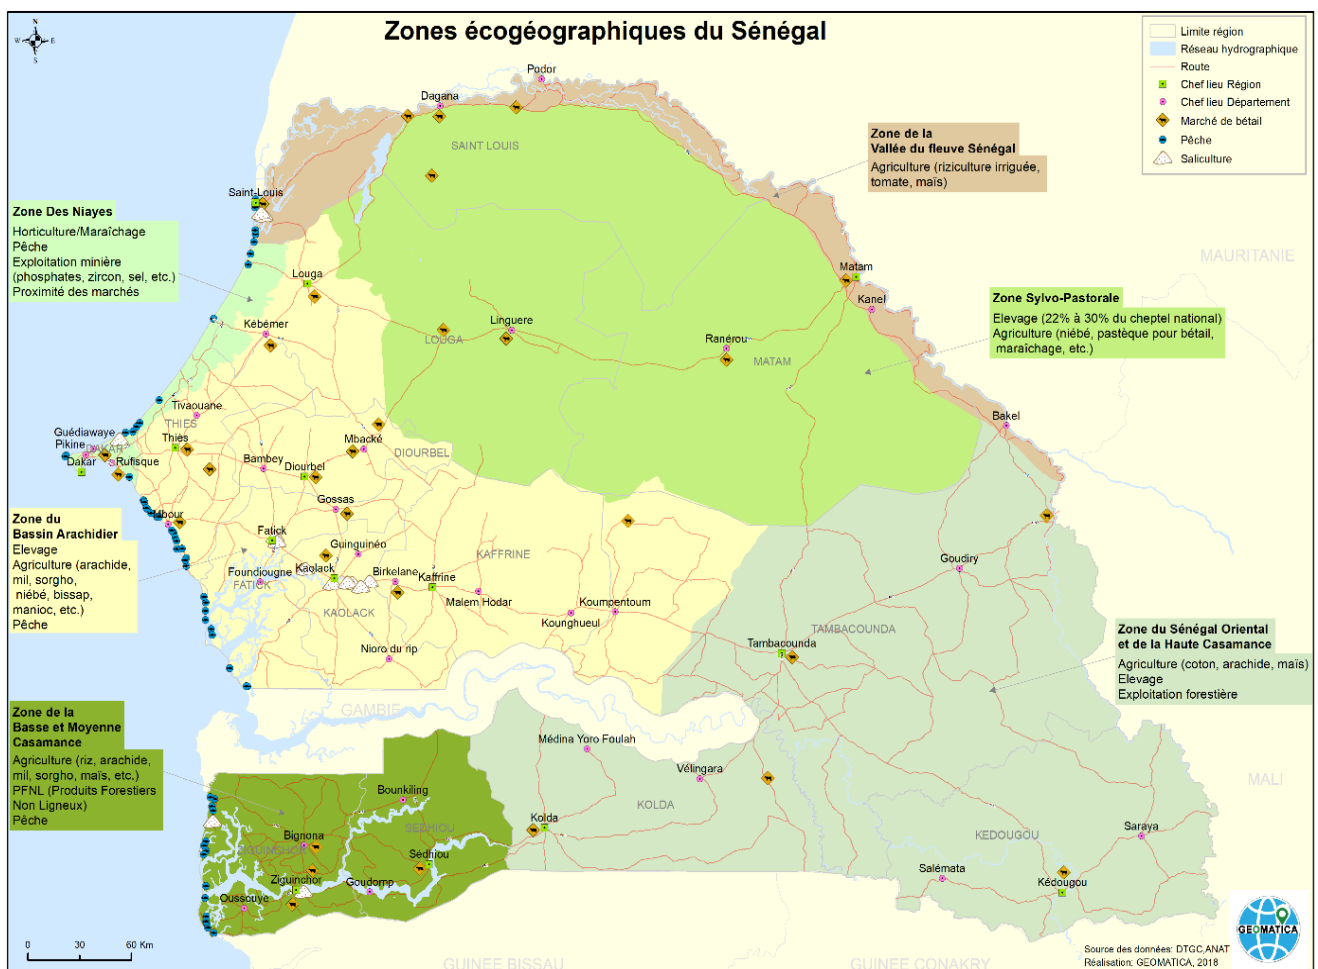 Zones écogéographiques du Sénégal
N
W
E
S
Limite région
Réseau hydrographique
Route
Chef lieu Région
Chef lieu Département
Marché de bétail
Pêche
Saliculture
Podor
Dagana
SAINT LOUIS
Zone de la
Vallée du fleuve Sénégal
Agriculture (riziculture irriguée,
tomate, maïs)
Saint-Louis
Zone Des Niayes
Horticulture/Maraîchage
Pêche
Exploitation minière
(phosphates, zircon, sel, etc.)
Proximité des marchés
MAURITANIE
Louga
Matam
Kanel
Zone Sylvo-Pastorale
Elevage (22% à 30% du cheptel national)
Agriculture (niébé, pastèque pour bétail,
maraîchage, etc.)
Kébémer
Linguere
LOUGA
Ranérou
MATAM
Tivaouane
THIES
Bakel
Guédiawaye
Pikine
DAKAR
Dakar
Rufisque
Thiès
Mbacké
DIOURBEL
Bambey
Diourbel
Gossas
Mbour
Zone du
Bassin Arachidier
Elevage
Agriculture (arachide,
mil, sorgho,
niébé, bissap,
manioc, etc.)
Pêche
Fatick
Guinguinéo
KAFFRINE
Goudiry
Foundiougne
FATICK
Kaolack
Birkelane
Kaffrine
KAOLACK
Malem Hodar
Koumpentoum
Kounghueul
TAMBACOUNDA
Tambacounda
Nioro du rip
Zone du Sénégal Oriental
et de la Haute Casamance
Agriculture (coton, arachide, maïs)
Elevage
Exploitation forestière
GAMBIE
Zone de la
Basse et Moyenne
Casamance
Agriculture (riz, arachide,
mil, sorgho, maïs, etc.)
PFNL (Produits Forestiers
Non Ligneux)
Pêche
Médina Yoro Foulah
Vélingara
MALI
Bounkiling
KOLDA
Kolda
SEDHIOU
Bignona
ZIGUINCHOR
Sédhiou
KEDOUGOU
Saraya
Ziguinchor
Goudomp
Oussouye
Salémata
Kédougou
GEOMATICA
0 30 60 Km
Source des données: DTGC,ANAT
Réalisation: GEOMATICA, 2018
GUINEE BISSAU
GUINEE CONAKRY